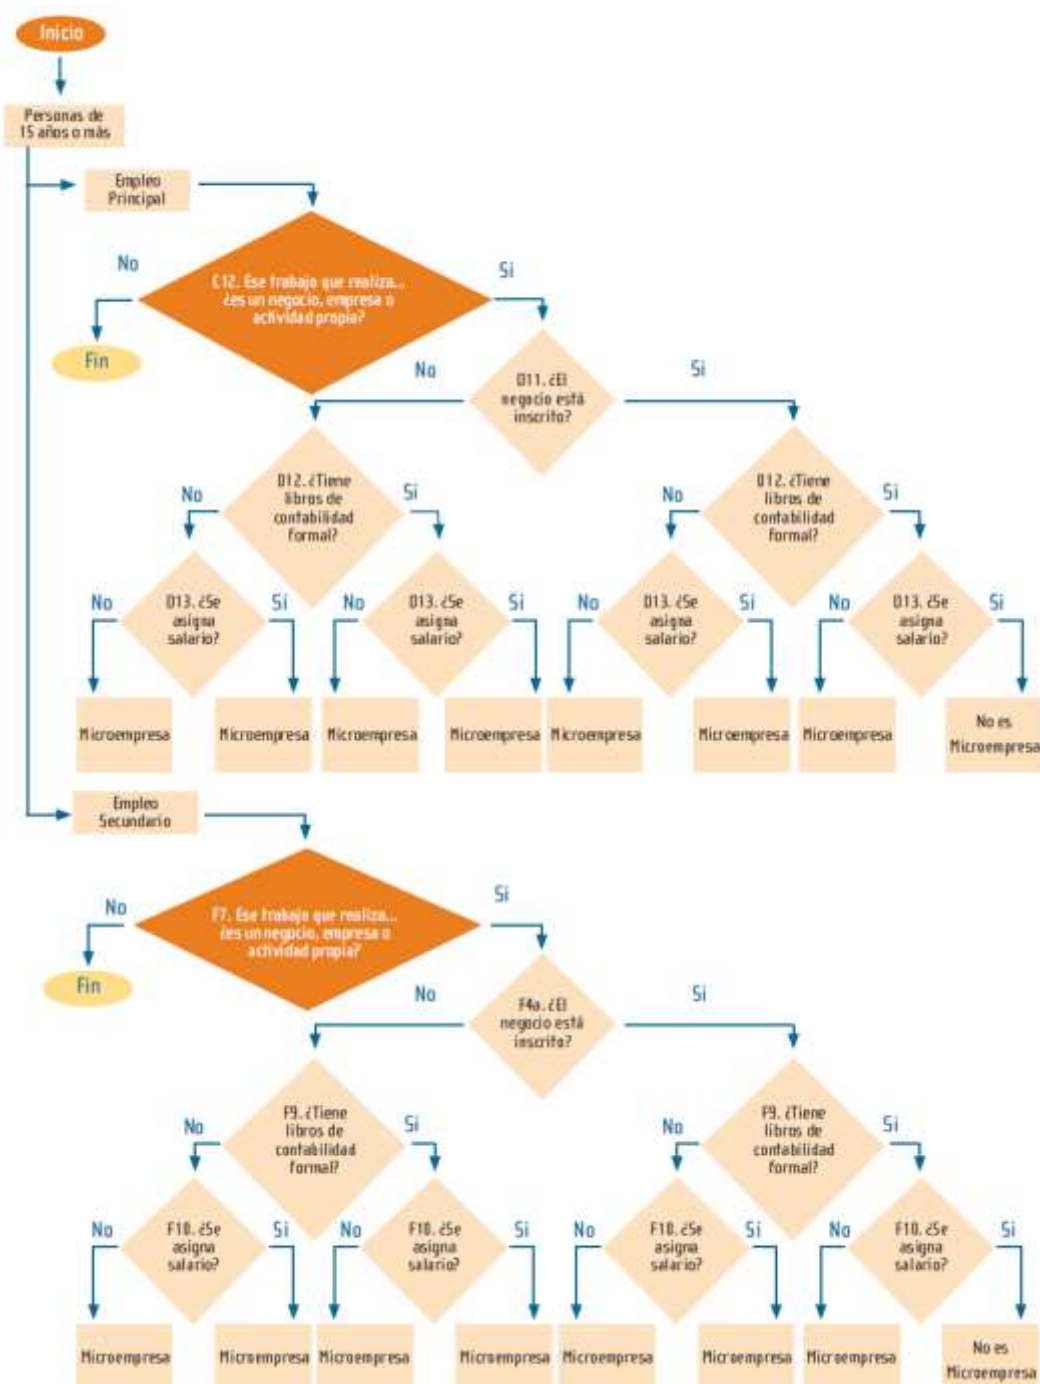 Inicio
Personas de
15 años o más
Empleo
Principal
No
Si
C12. Ese trabajo que realiza...
¿es un negocio, empresa o
actividad propia?
Fin
No
Si
D11. ¿El
negocio está
inscrito?
D12. ¿Tiene
libros de
contabilidad
formal?
No
Si
D12. ¿Tiene
libros de
contabilidad
formal?
No
Si
D13. ¿Se
asigna
salario?
No
Si
D13. ¿Se
asigna
salario?
No
Si
D13. ¿Se
asigna
salario?
No
Si
D13. ¿Se
asigna
salario?
No
Si
Microempresa
Microempresa
Microempresa
Microempresa
Microempresa
Microempresa
Microempresa
No es
Microempresa
Empleo
Secundario
No
Si
F7. Ese trabajo que realiza...
¿es un negocio, empresa o
actividad propia?
Fin
No
Si
F4a. ¿El
negocio está
inscrito?
F9. ¿Tiene
libros de
contabilidad
formal?
No
Si
F9. ¿Tiene
libros de
contabilidad
formal?
No
Si
F10. ¿Se
asigna
salario?
No
Si
F10. ¿Se
asigna
salario?
No
Si
F10. ¿Se
asigna
salario?
No
Si
F10. ¿Se
asigna
salario?
No
Si
Microempresa
Microempresa
Microempresa
Microempresa
Microempresa
Microempresa
Microempresa
No es
Microempresa